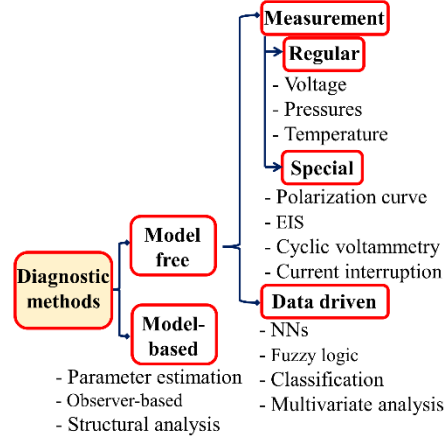 Measurement
Regular
- Voltage
- Pressures
- Temperature
Special
- Polarization curve
- EIS
- Cyclic voltammetry
- Current interruption
Model
free
Diagnostic
methods
Data driven
- NNs
- Fuzzy logic
- Classification
- Multivariate analysis
Model-
based
- Parameter estimation
- Observer-based
- Structural analysis